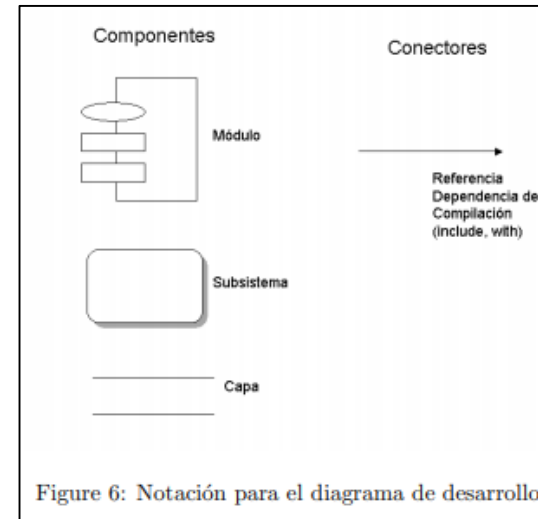 Componentes
Conectores
Módulo
Referencia
Dependencia de
Compilación
(include, with)
Subsistema
Capa
Figure 6: Notación para el diagrama de desarrollo